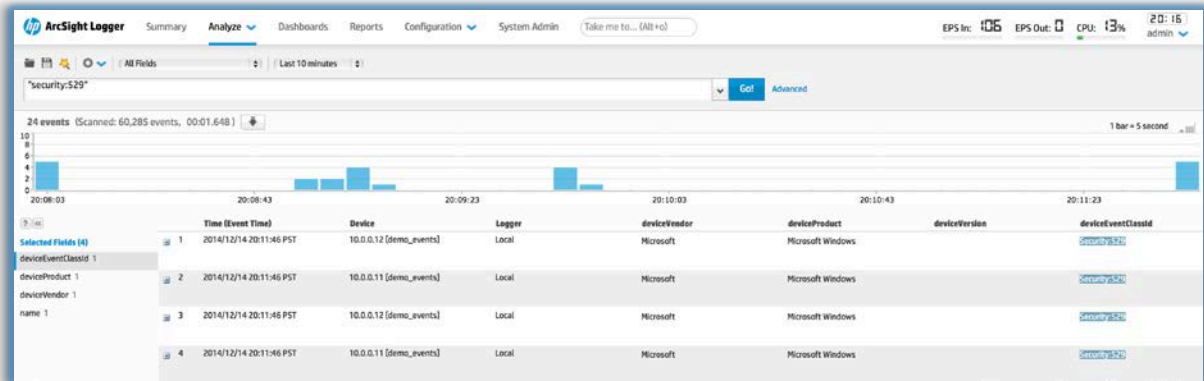 hp ArcSight Logger Summary Analyze Dashboards Reports Configuration System Admin Take me to... (Alt+o) EPS In: 106 EPS Out: 0 CPU: 13% 20:16
admin
All Fields Last 10 minutes
"security:529" Go! Advanced
24 events (Scanned: 60,285 events, 00:01.648) 1 bar = 5 second
10
8
6
4
2
0
20:08:03 20:08:43 20:09:23 20:10:03 20:10:43 20:11:23
? Time (Event Time) Device Logger deviceVendor deviceProduct deviceVersion deviceEventClassId
Selected Fields (4) 1 2014/12/14 20:11:46 PST 10.0.0.12 [demo_events] Local Microsoft Microsoft Windows Security:529
deviceEventClassId 1
deviceProduct 1 2 2014/12/14 20:11:46 PST 10.0.0.11 [demo_events] Local Microsoft Microsoft Windows Security:529
deviceVendor 1
name 1 3 2014/12/14 20:11:46 PST 10.0.0.12 [demo_events] Local Microsoft Microsoft Windows Security:529
4 2014/12/14 20:11:46 PST 10.0.0.11 [demo_events] Local Microsoft Microsoft Windows Security:529